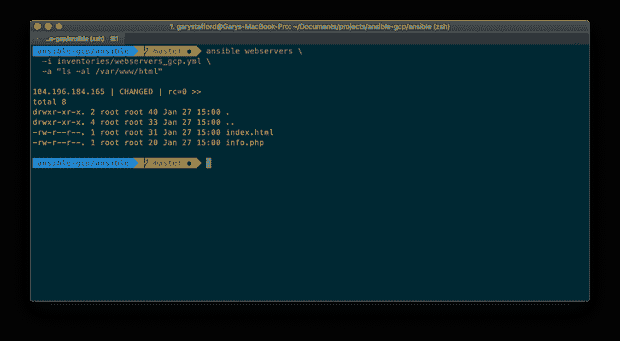 1. garystafford@Garys-MacBook-Pro: ~/Documents/projects/ansible-gcp/ansible (zsh)
..e-gcp/ansible (zsh) ⌘1
ansible-gcp/ansible master ● ansible webservers \
-i inventories/webservers_gcp.yml \
-a "ls -al /var/www/html"
104.196.184.165 | CHANGED | rc=0 >>
total 8
drwxr-xr-x. 2 root root 40 Jan 27 15:00 .
drwxr-xr-x. 4 root root 33 Jan 27 15:00 ..
-rw-r--r--. 1 root root 31 Jan 27 15:00 index.html
-rw-r--r--. 1 root root 20 Jan 27 15:00 info.php
ansible-gcp/ansible master ●